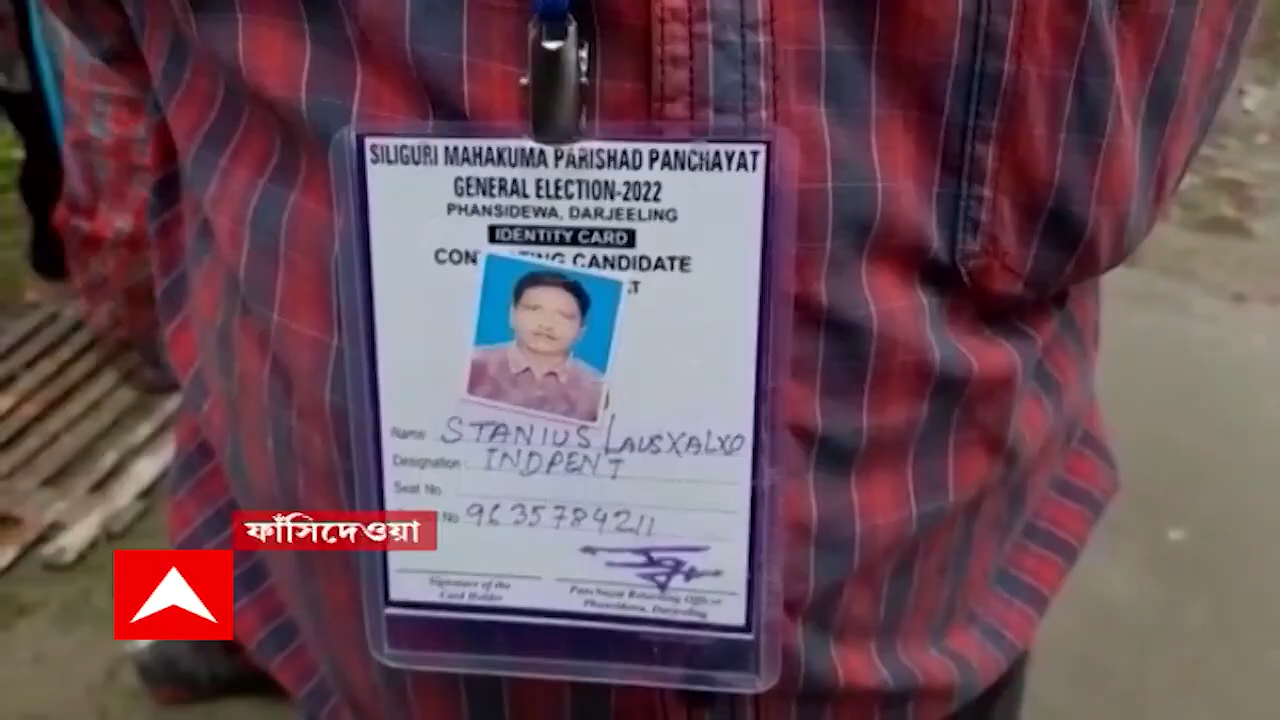 SILIGURI MAHAKUMA PARISHAD PANCHAYAT
GENERAL ELECTION-2022
PHANSIDEWA, DARJEELING
IDENTITY CARD
CANDIDATE
Name STANIUS
Designation INDPENT
Seat No.
No 9635784211
Signature of the
Card Holder
Panchayat Returning Officer
Phansidewa, Darjeeling
ফাঁসিদেওয়া